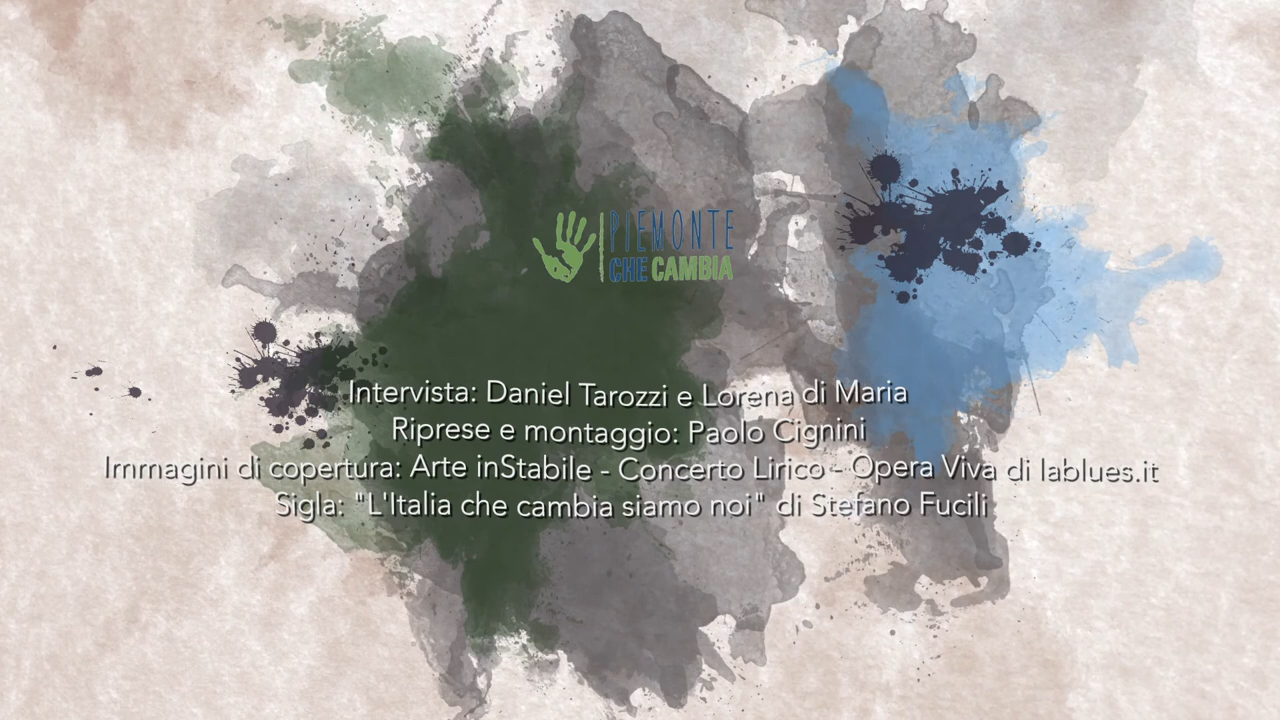 PIEMONTE
CHE CAMBIA
Intervista: Daniel Tarozzi e Lorena di Maria
Riprese e montaggio: Paolo Cignini
Immagini di copertura: Arte inStabile - Concerto Lirico - Opera Viva di lablues.it
Sigla: "L'Italia che cambia siamo noi" di Stefano Fucili